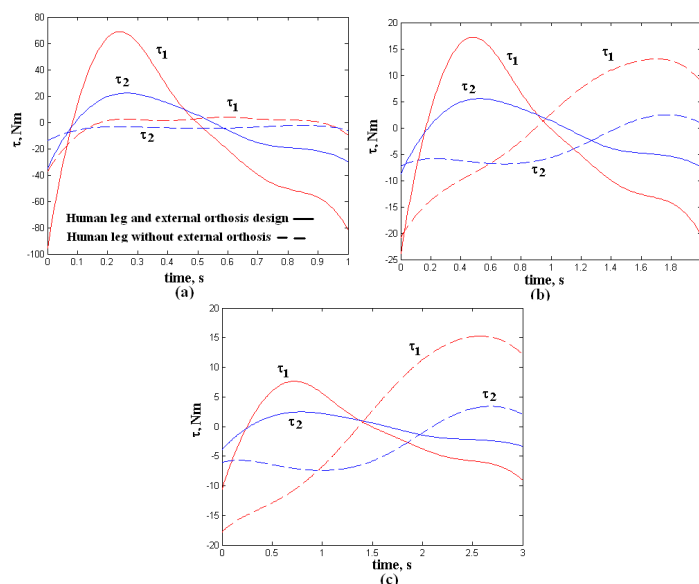 80
60
40
20
0
-20
-40
-60
-80
-100
τ, Nm
τ1
τ2
τ1
τ2
Human leg and external orthosis design
Human leg without external orthosis
0 0.1 0.2 0.3 0.4 0.5 0.6 0.7 0.8 0.9 1
time, s
(a)
20
15
10
5
0
-5
-10
-15
-20
-25
τ, Nm
τ1
τ1
τ2
τ2
0 0.2 0.4 0.6 0.8 1 1.2 1.4 1.6 1.8
time, s
(b)
20
15
10
5
0
-5
-10
-15
-20
τ, Nm
τ1
τ1
τ2
τ2
0 0.5 1 1.5 2 2.5 3
time, s
(c)